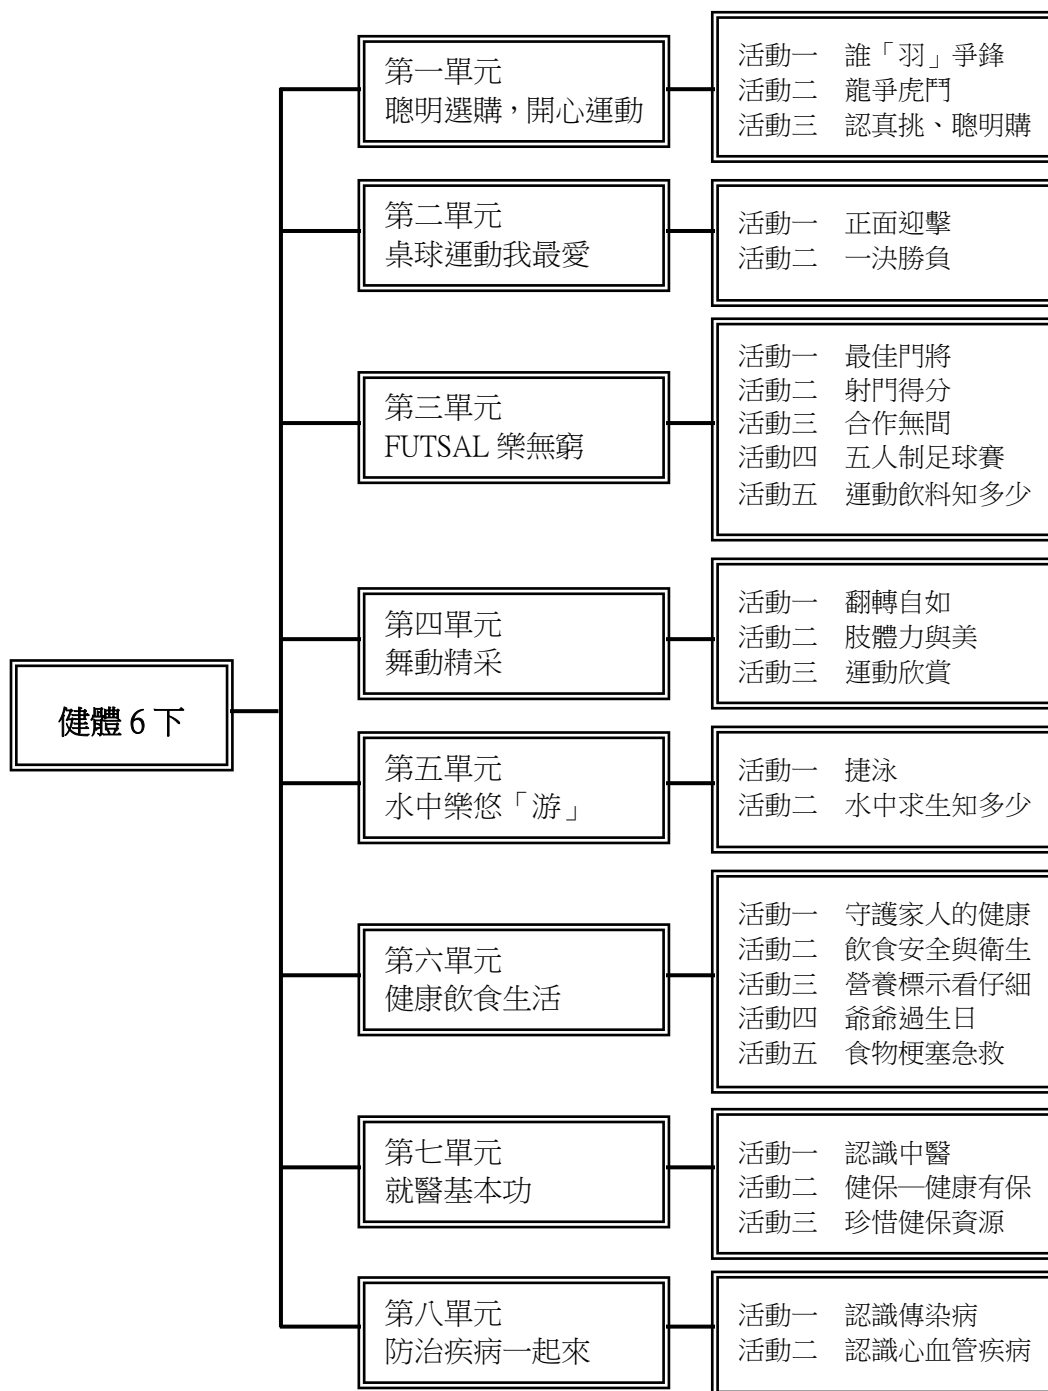 健體 6 下
第一單元
聰明選購，開心運動
活動一　誰「羽」爭鋒
活動二　龍爭虎鬥
活動三　認真挑、聰明購
第二單元
桌球運動我最愛
活動一　正面迎擊
活動二　一決勝負
第三單元
FUTSAL 樂無窮
活動一　最佳門將
活動二　射門得分
活動三　合作無間
活動四　五人制足球賽
活動五　運動飲料知多少
第四單元
舞動精采
活動一　翻轉自如
活動二　肢體力與美
活動三　運動欣賞
第五單元
水中樂悠「游」
活動一　捷泳
活動二　水中求生知多少
第六單元
健康飲食生活
活動一　守護家人的健康
活動二　飲食安全與衛生
活動三　營養標示看仔細
活動四　爺爺過生日
活動五　食物梗塞急救
第七單元
就醫基本功
活動一　認識中醫
活動二　健保─健康有保
活動三　珍惜健保資源
第八單元
防治疾病一起來
活動一　認識傳染病
活動二　認識心血管疾病